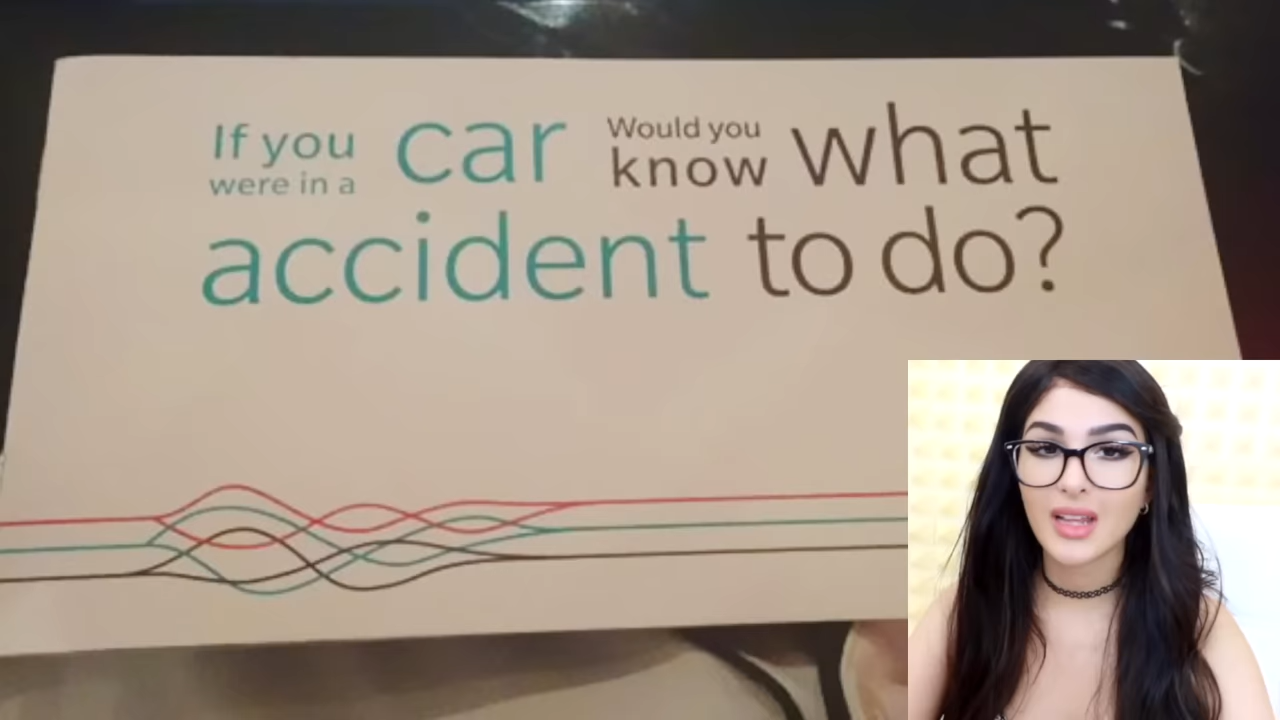 If you
were in a
car
accident
Would you
know
what
to do?